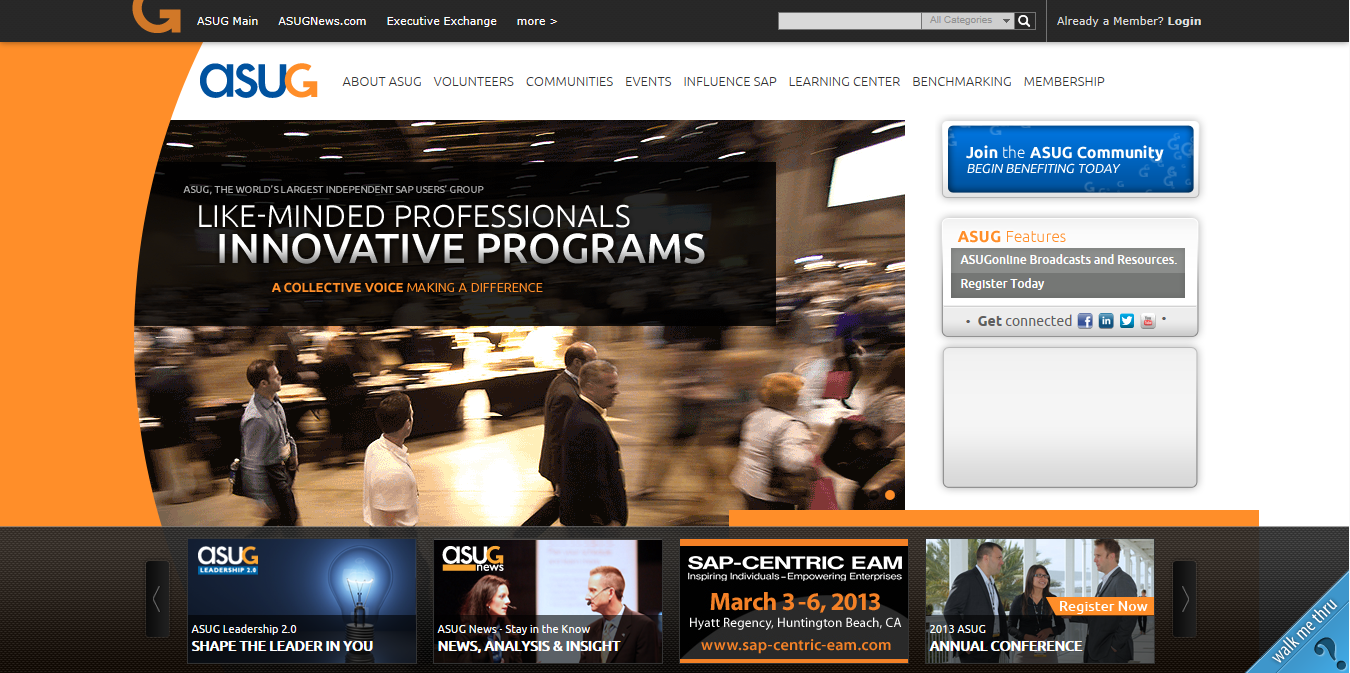 ASUG Main ASUGNews.com Executive Exchange more >
All Categories
Already a Member? Login
asUG
ABOUT ASUG VOLUNTEERS COMMUNITIES EVENTS INFLUENCE SAP LEARNING CENTER BENCHMARKING MEMBERSHIP
ASUG, THE WORLD'S LARGEST INDEPENDENT SAP USERS' GROUP
LIKE-MINDED PROFESSIONALS
INNOVATIVE PROGRAMS
A COLLECTIVE VOICE MAKING A DIFFERENCE
Join the ASUG Community
BEGIN BENEFITING TODAY
ASUG Features
ASUGonline Broadcasts and Resources.
Register Today
• Get connected •
asUG
LEADERSHIP 2.0
ASUG Leadership 2.0
SHAPE THE LEADER IN YOU
asUG
news
ASUG News - Stay in the Know
NEWS, ANALYSIS & INSIGHT
SAP-CENTRIC EAM
Inspiring Individuals – Empowering Enterprises
March 3 -6, 2013
Hyatt Regency, Huntington Beach, CA
www.sap-centric-eam.com
Register Now
2013 ASUG
ANNUAL CONFERENCE
walk me thru ?